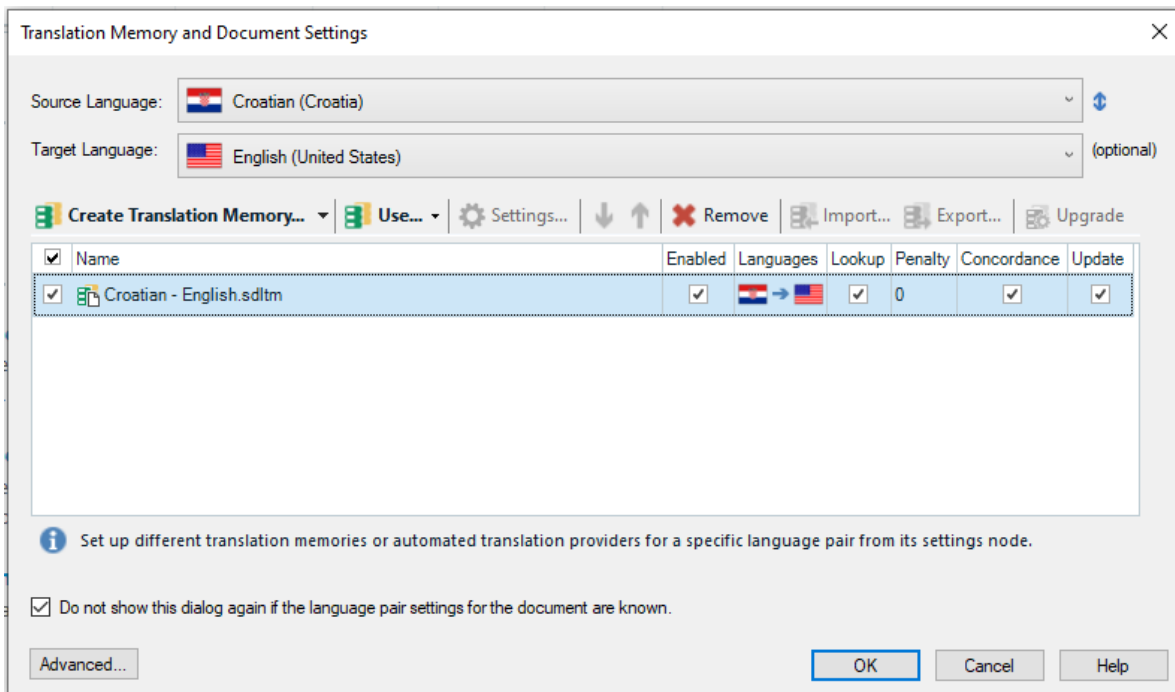 Translation Memory and Document Settings
Source Language: Croatian (Croatia)
Target Language: English (United States) (optional)
Create Translation Memory... Use... Settings... Remove Import... Export... Upgrade
Name Enabled Languages Lookup Penalty Concordance Update
Croatian - English.sdltm 0
Set up different translation memories or automated translation providers for a specific language pair from its settings node.
Do not show this dialog again if the language pair settings for the document are known.
Advanced... OK Cancel Help